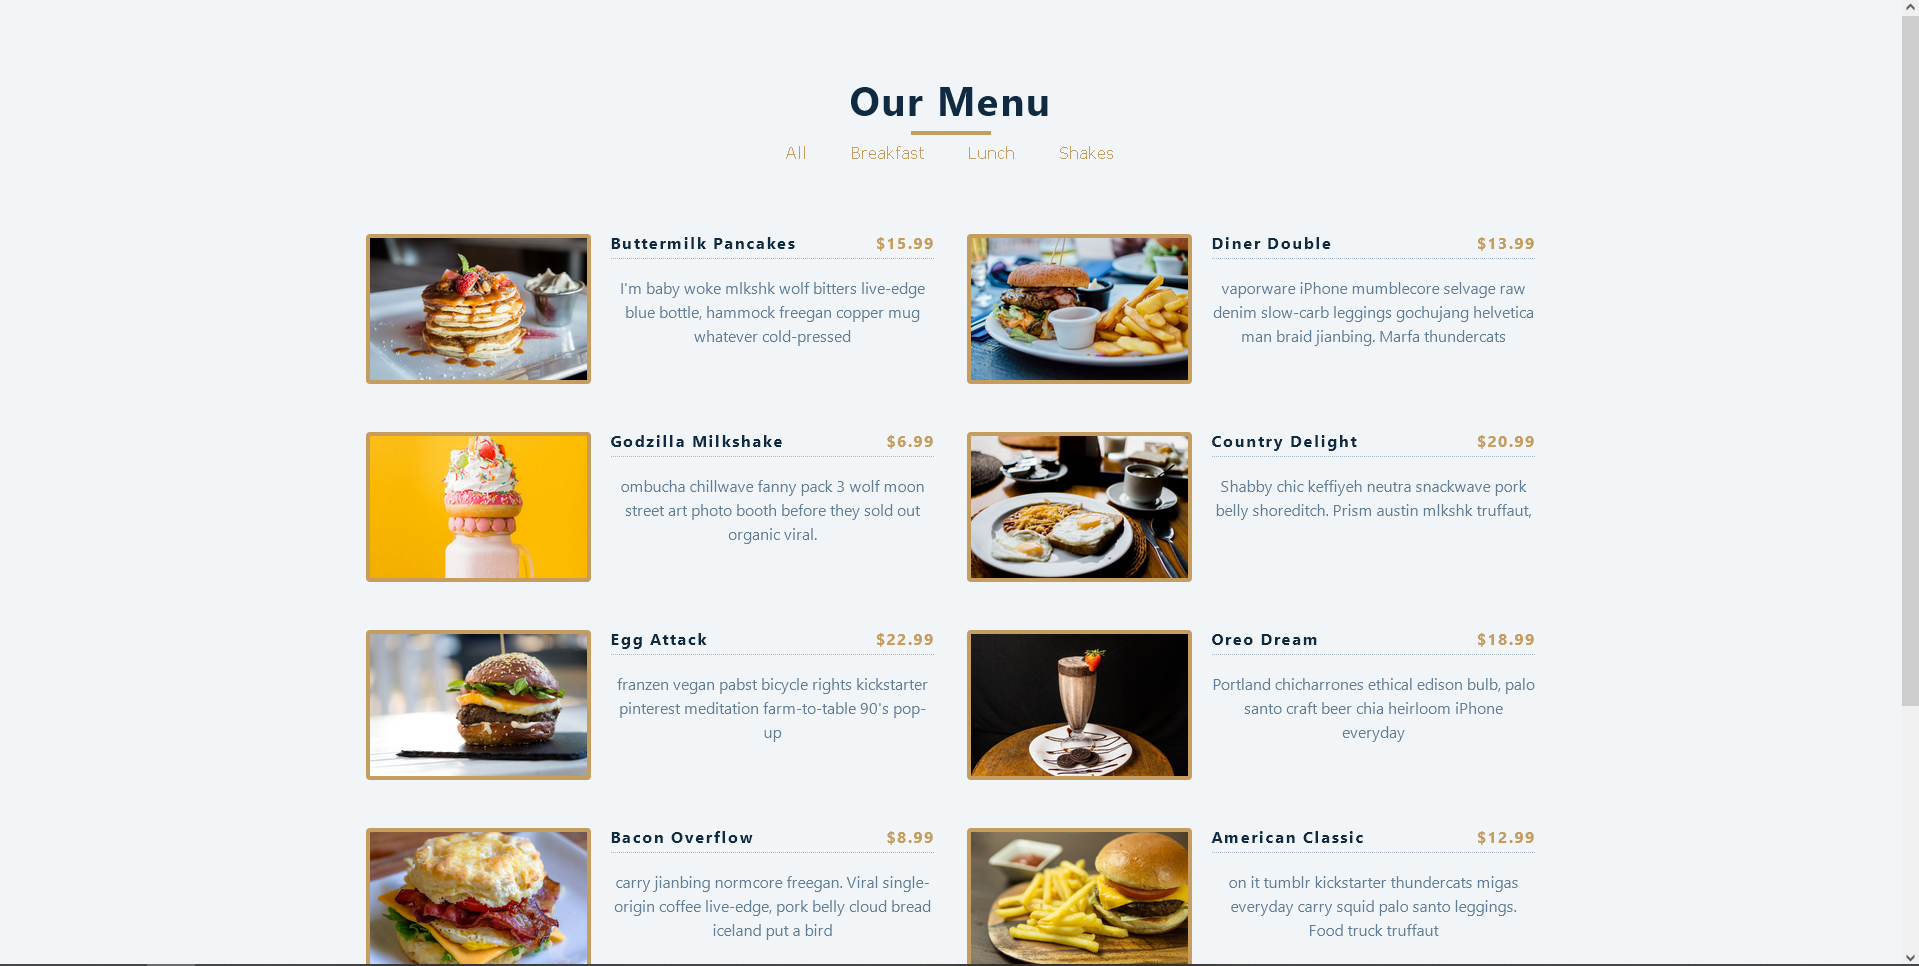 Our Menu
All Breakfast Lunch Shakes
Buttermilk Pancakes $15.99
I'm baby woke mlkshk wolf bitters live-edge
blue bottle, hammock freegan copper mug
whatever cold-pressed
Diner Double $13.99
vaporware iPhone mumblecore selvage raw
denim slow-carb leggings gochujang helvetica
man braid jianbing. Marfa thundercats
Godzilla Milkshake $6.99
ombucha chillwave fanny pack 3 wolf moon
street art photo booth before they sold out
organic viral.
Country Delight $20.99
Shabby chic keffiyeh neutra snackwave pork
belly shoreditch. Prism austin mlkshk truffaut,
Egg Attack $22.99
franzen vegan pabst bicycle rights kickstarter
pinterest meditation farm-to-table 90's pop-
up
Oreo Dream $18.99
Portland chicharrones ethical edison bulb, palo
santo craft beer chia heirloom iPhone
everyday
Bacon Overflow $8.99
carry jianbing normcore freegan. Viral single-
origin coffee live-edge, pork belly cloud bread
iceland put a bird
American Classic $12.99
on it tumblr kickstarter thundercats migas
everyday carry squid palo santo leggings.
Food truck truffaut